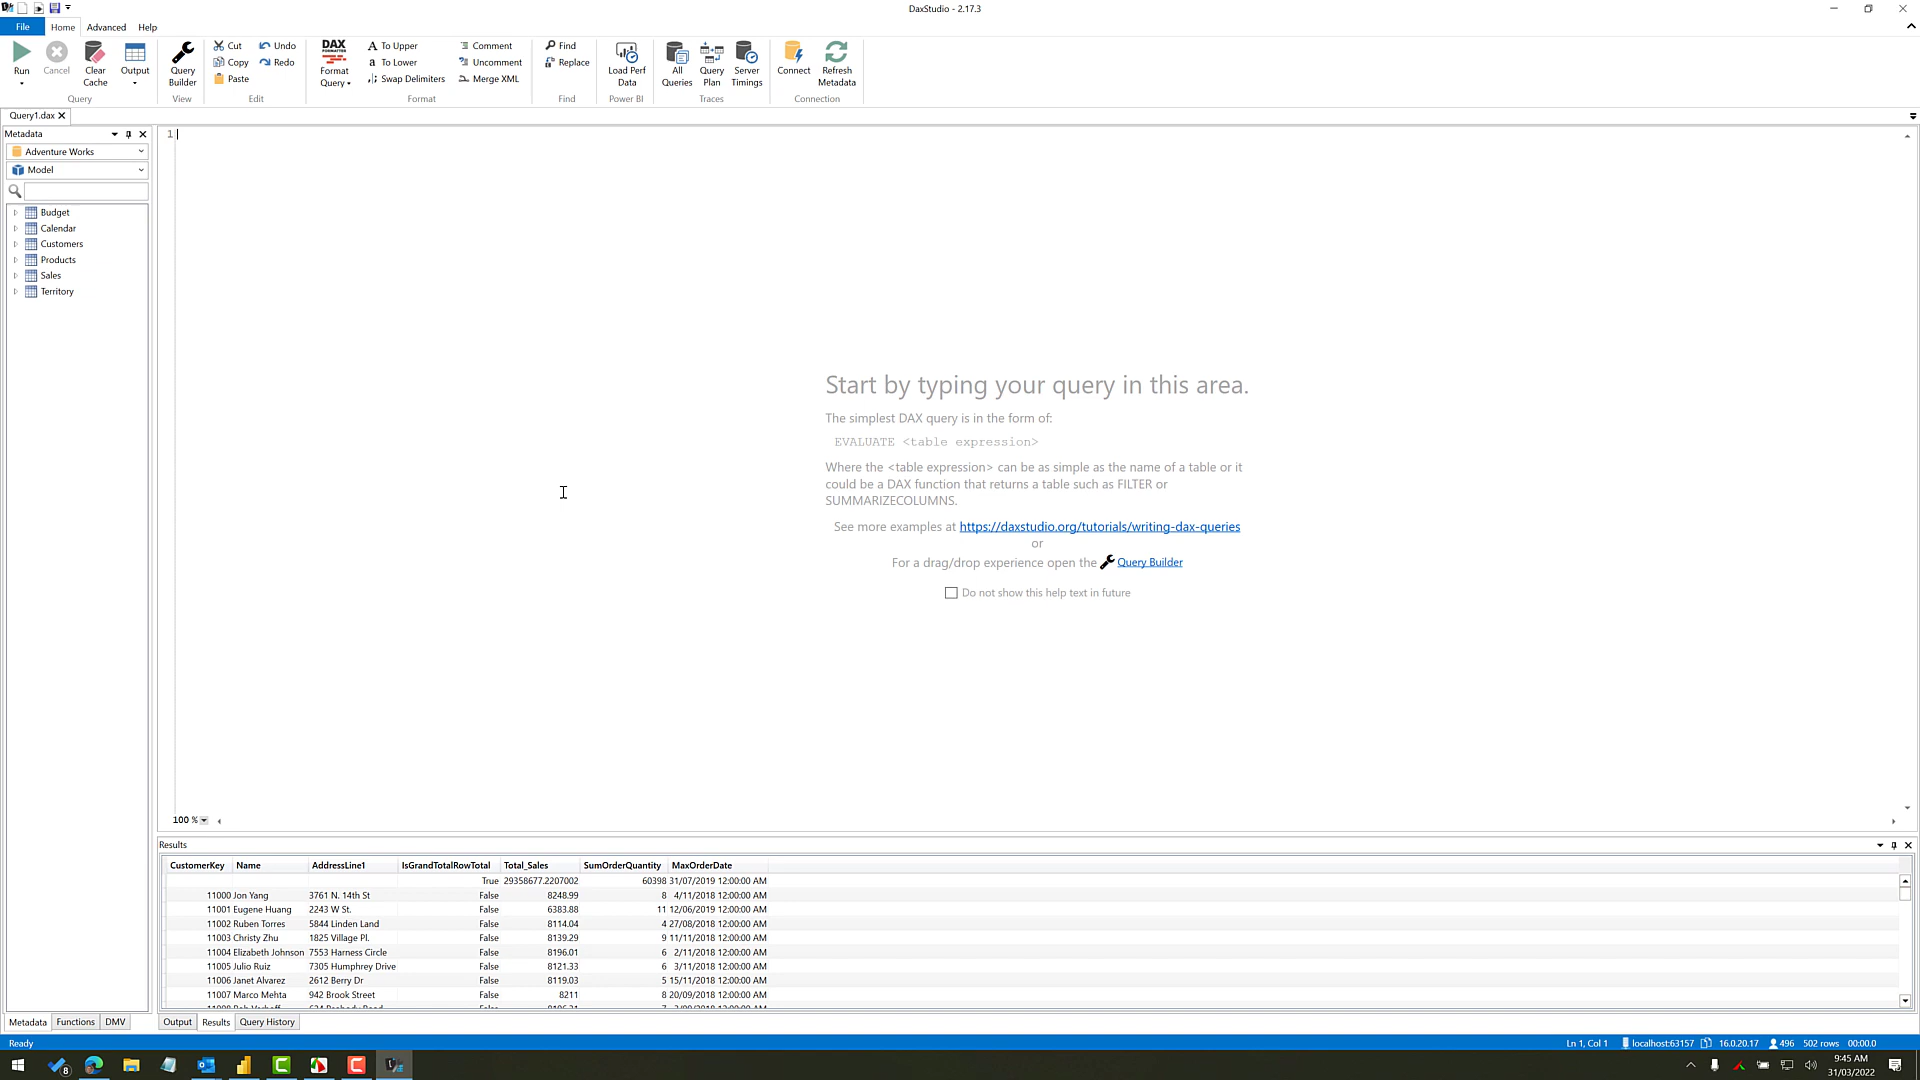 DaxStudio - 2.17.3
File Home Advanced Help
Run Cancel Clear Cache Output Query Builder Cut Copy Paste Undo Redo
DAX FORMATTER Format Query To Upper To Lower Swap Delimiters Comment Uncomment Merge XML
Find Replace Load Perf Data All Queries Query Plan Server Timings Connect Refresh Metadata
Query View Edit Format Find Power BI Traces Connection
Query1.dax
Metadata
Adventure Works
Model
Budget
Calendar
Customers
Products
Sales
Territory
1
Start by typing your query in this area.
The simplest DAX query is in the form of:
EVALUATE <table expression>
Where the <table expression> can be as simple as the name of a table or it
could be a DAX function that returns a table such as FILTER or
SUMMARIZECOLUMNS.
See more examples at https://daxstudio.org/tutorials/writing-dax-queries
or
For a drag/drop experience open the Query Builder
Do not show this help text in future
100 %
Results
CustomerKey Name AddressLine1 IsGrandTotalRowTotal Total_Sales SumOrderQuantity MaxOrderDate
True 29358677.2207002 60398 31/07/2019 12:00:00 AM
11000 Jon Yang 3761 N. 14th St False 8248.99 8 4/11/2018 12:00:00 AM
11001 Eugene Huang 2243 W St. False 6383.88 11 12/06/2019 12:00:00 AM
11002 Ruben Torres 5844 Linden Land False 8114.04 4 27/08/2018 12:00:00 AM
11003 Christy Zhu 1825 Village Pl. False 8139.29 9 11/11/2018 12:00:00 AM
11004 Elizabeth Johnson 7553 Harness Circle False 8196.01 6 2/11/2018 12:00:00 AM
11005 Julio Ruiz 7305 Humphrey Drive False 8121.33 6 3/11/2018 12:00:00 AM
11006 Janet Alvarez 2612 Berry Dr False 8119.03 5 15/11/2018 12:00:00 AM
11007 Marco Mehta 942 Brook Street False 8211 8 20/09/2018 12:00:00 AM
Metadata Functions DMV Output Results Query History
Ready Ln 1, Col 1 localhost:63157 16.0.20.17 496 502 rows 00:00.0
8
9:45 AM
31/03/2022